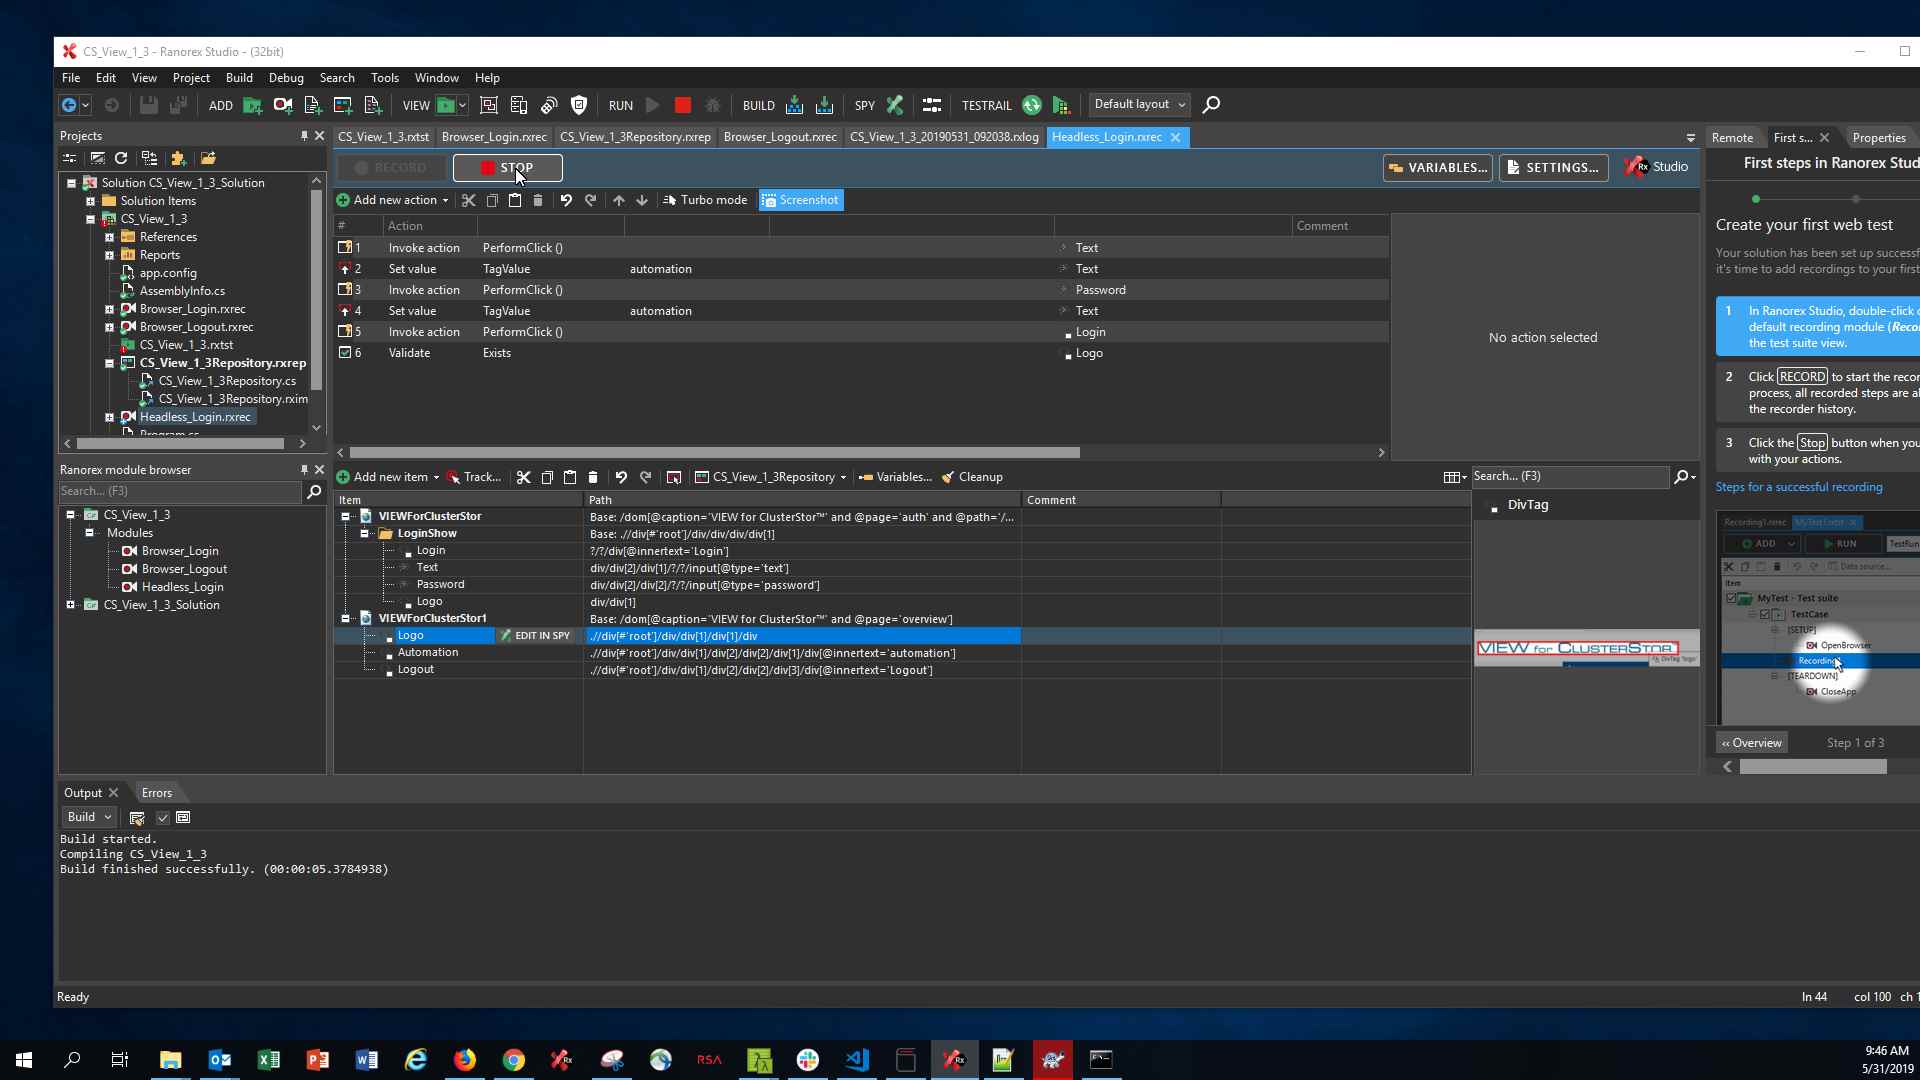 CS_View_1_3 - Ranorex Studio - (32bit)
File Edit View Project Build Debug Search Tools Window Help
ADD VIEW RUN BUILD SPY TESTRAIL Default layout
Projects
Solution CS_View_1_3_Solution
Solution Items
CS_View_1_3
References
Reports
app.config
AssemblyInfo.cs
Browser_Login.rxrec
Browser_Logout.rxrec
CS_View_1_3.rxtst
CS_View_1_3Repository.rxrep
CS_View_1_3Repository.cs
CS_View_1_3Repository.rxim
Headless_Login.rxrec
Program.cs
Ranorex module browser
Search... (F3)
CS_View_1_3
Modules
Browser_Login
Browser_Logout
Headless_Login
CS_View_1_3_Solution
CS_View_1_3.rxtst Browser_Login.rxrec CS_View_1_3Repository.rxrep Browser_Logout.rxrec CS_View_1_3_20190531_092038.rxlog Headless_Login.rxrec
RECORD STOP VARIABLES... SETTINGS... Rx Studio
Add new action Turbo mode Screenshot
# Action Comment
1 Invoke action PerformClick () Text
2 Set value TagValue automation Text
3 Invoke action PerformClick () Password
4 Set value TagValue automation Text
5 Invoke action PerformClick () Login
6 Validate Exists Logo
No action selected
Add new item Track... CS_View_1_3Repository Variables... Cleanup Search... (F3)
Item Path Comment
VIEWForClusterStor Base: /dom[@caption='VIEW for ClusterStor™' and @page='auth' and @path='/...
LoginShow Base: .//div[#'root']/div/div/div/div[1]
Login ?/?/div[@innertext='Login']
Text div/div[2]/div[1]/?/?/input[@type='text']
Password div/div[2]/div[2]/?/?/input[@type='password']
Logo div/div[1]
VIEWForClusterStor1 Base: /dom[@caption='VIEW for ClusterStor™' and @page='overview']
Logo EDIT IN SPY .//div[#'root']/div/div[1]/div[1]/div
Automation .//div[#'root']/div/div[1]/div[2]/div[2]/div[1]/div[@innertext='automation']
Logout .//div[#'root']/div/div[1]/div[2]/div[2]/div[3]/div[@innertext='Logout']
DivTag
VIEW for ClusterStor
DivTag 'logo'
Remote First s... Properties
First steps in Ranorex Stud
Create your first web test
Your solution has been set up successf
it's time to add recordings to your first
1 In Ranorex Studio, double-click
default recording module (Reco
the test suite view.
2 Click RECORD to start the recor
process, all recorded steps are a
the recorder history.
3 Click the Stop button when you
with your actions.
Steps for a successful recording
Recording1.rxrec MyTest.rxtst
ADD RUN TestRun
Data source...
Item
MyTest - Test suite
TestCase
[SETUP]
OpenBrowser
Recording
[TEARDOWN]
CloseApp
‹‹ Overview Step 1 of 3
Output Errors
Build
Build started.
Compiling CS_View_1_3
Build finished successfully. (00:00:05.3784938)
Ready ln 44 col 100 ch 1
RSA
Rx
9:46 AM
5/31/2019